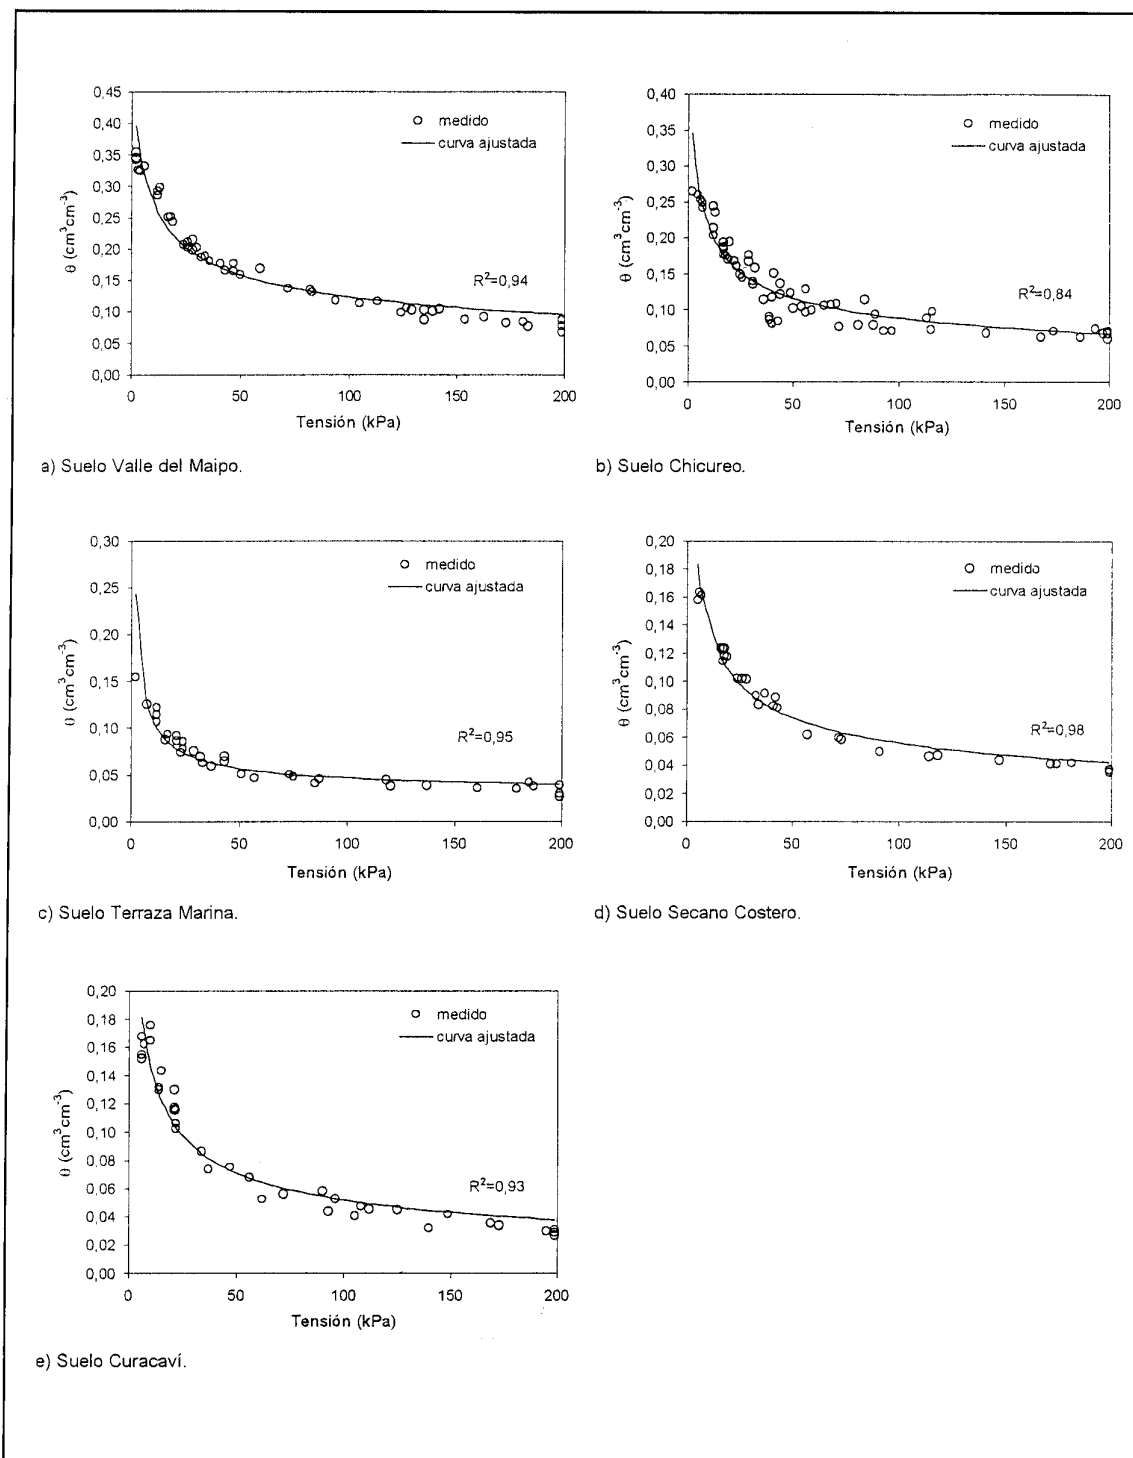 0,45
0,40
0,35
0,30
0,25
0,20
0,15
0,10
0,05
0,00
θ (cm³cm⁻³)
medido
curva ajustada
R²=0,94
0 50 100 150 200
Tensión (kPa)
a) Suelo Valle del Maipo.
0,40
0,35
0,30
0,25
0,20
0,15
0,10
0,05
0,00
θ (cm³cm⁻³)
medido
curva ajustada
R²=0,84
0 50 100 150 200
Tensión (kPa)
b) Suelo Chicureo.
0,30
0,25
0,20
0,15
0,10
0,05
0,00
θ (cm³cm⁻³)
medido
curva ajustada
R²=0,95
0 50 100 150 200
Tensión (kPa)
c) Suelo Terraza Marina.
0,20
0,18
0,16
0,14
0,12
0,10
0,08
0,06
0,04
0,02
0,00
θ (cm³cm⁻³)
medido
curva ajustada
R²=0,98
0 50 100 150 200
Tensión (kPa)
d) Suelo Secano Costero.
0,20
0,18
0,16
0,14
0,12
0,10
0,08
0,06
0,04
0,02
0,00
θ (cm³cm⁻³)
medido
curva ajustada
R²=0,93
0 50 100 150 200
Tensión (kPa)
e) Suelo Curacaví.